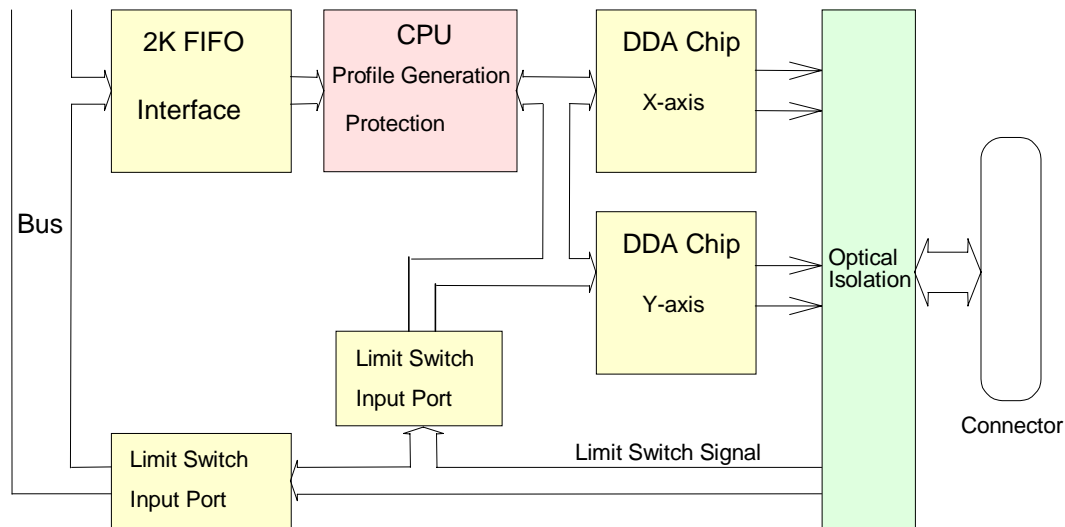 2K FIFO
Interface
CPU
Profile Generation
Protection
DDA Chip
X-axis
Bus
DDA Chip
Y-axis
Optical
Isolation
Limit Switch
Input Port
Connector
Limit Switch Signal
Limit Switch
Input Port